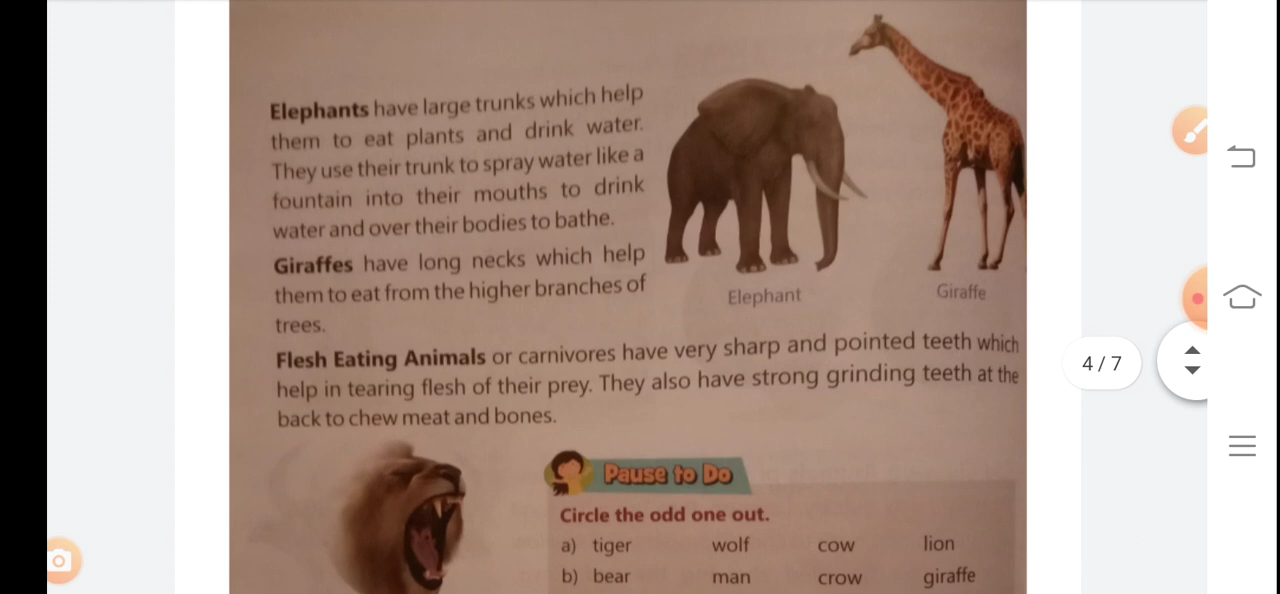 Elephants have large trunks which help
them to eat plants and drink water.
They use their trunk to spray water like a
fountain into their mouths to drink
water and over their bodies to bathe.
Giraffes have long necks which help
them to eat from the higher branches of
trees.
Elephant
Giraffe
Flesh Eating Animals or carnivores have very sharp and pointed teeth which
help in tearing flesh of their prey. They also have strong grinding teeth at the
back to chew meat and bones.
4 / 7
Pause to Do
Circle the odd one out.
a) tiger wolf cow lion
b) bear man crow giraffe